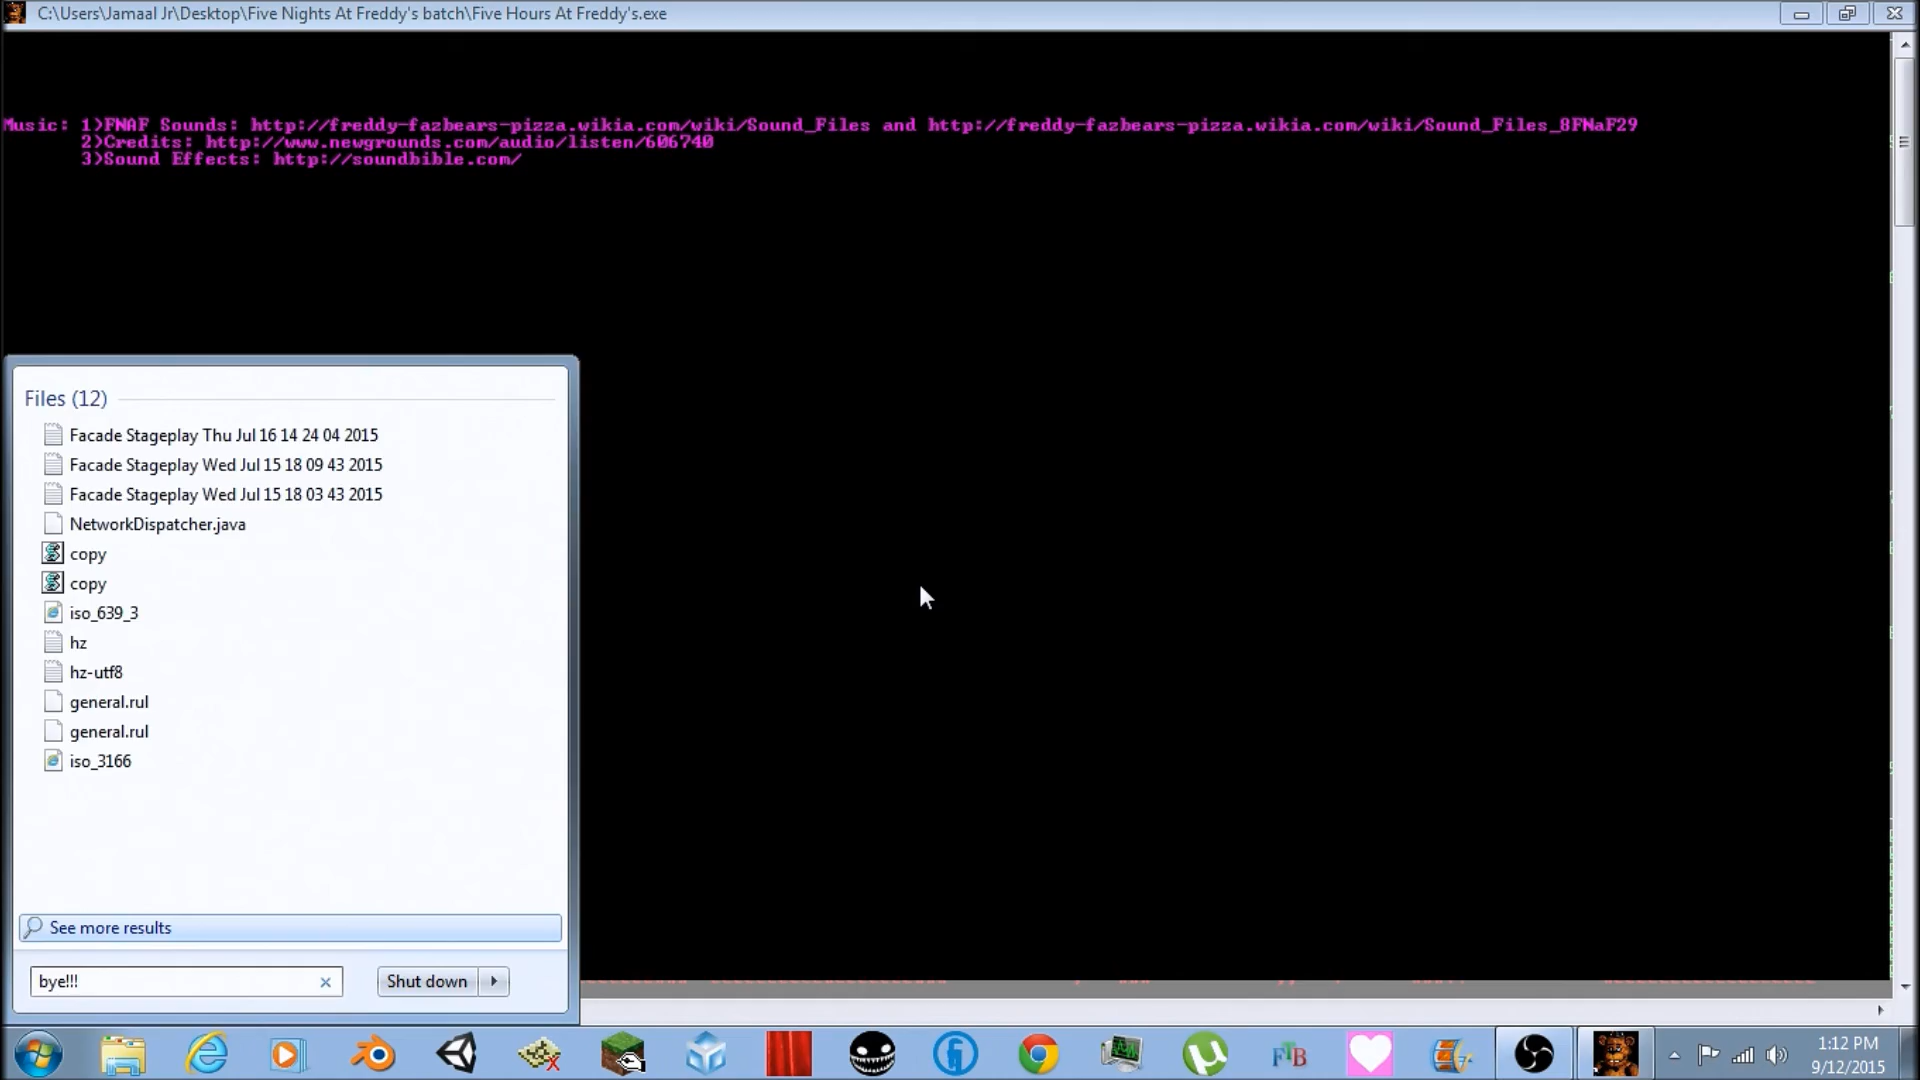 C:\Users\Jamaal Jr\Desktop\Five Nights At Freddy's batch\Five Hours At Freddy's.exe
Music: 1)FNAF Sounds: http://freddy-fazbears-pizza.wikia.com/wiki/Sound_Files and http://freddy-fazbears-pizza.wikia.com/wiki/Sound_Files_8FNaF29
2)Credits: http://www.newgrounds.com/audio/listen/606740
3)Sound Effects: http://soundbible.com/
Files (12)
Facade Stageplay Thu Jul 16 14 24 04 2015
Facade Stageplay Wed Jul 15 18 09 43 2015
Facade Stageplay Wed Jul 15 18 03 43 2015
NetworkDispatcher.java
copy
copy
iso_639_3
hz
hz-utf8
general.rul
general.rul
iso_3166
See more results
bye!!!
Shut down
FTB
1:12 PM
9/12/2015